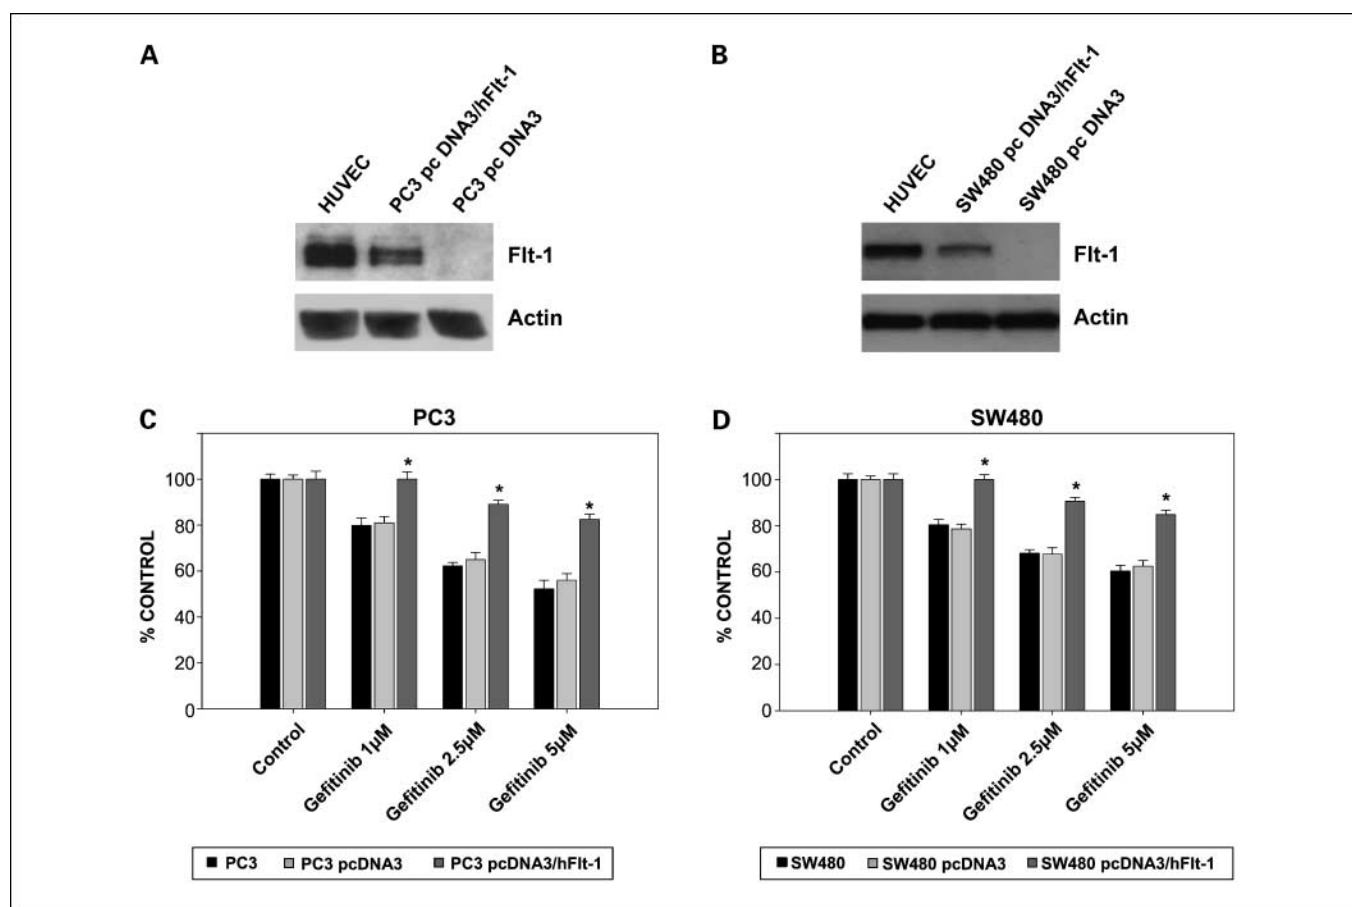 A
HUVEC
PC3 pc DNA3/hFlt-1
PC3 pc DNA3
Flt-1
Actin
B
HUVEC
SW480 pc DNA3/hFlt-1
SW480 pc DNA3
Flt-1
Actin
C
PC3
% CONTROL
100
80
60
40
20
0
* * *
Control
Gefitinib 1µM
Gefitinib 2.5µM
Gefitinib 5µM
PC3 PC3 pcDNA3 PC3 pcDNA3/hFlt-1
D
SW480
% CONTROL
100
80
60
40
20
0
* * *
Control
Gefitinib 1µM
Gefitinib 2.5µM
Gefitinib 5µM
SW480 SW480 pcDNA3 SW480 pcDNA3/hFlt-1